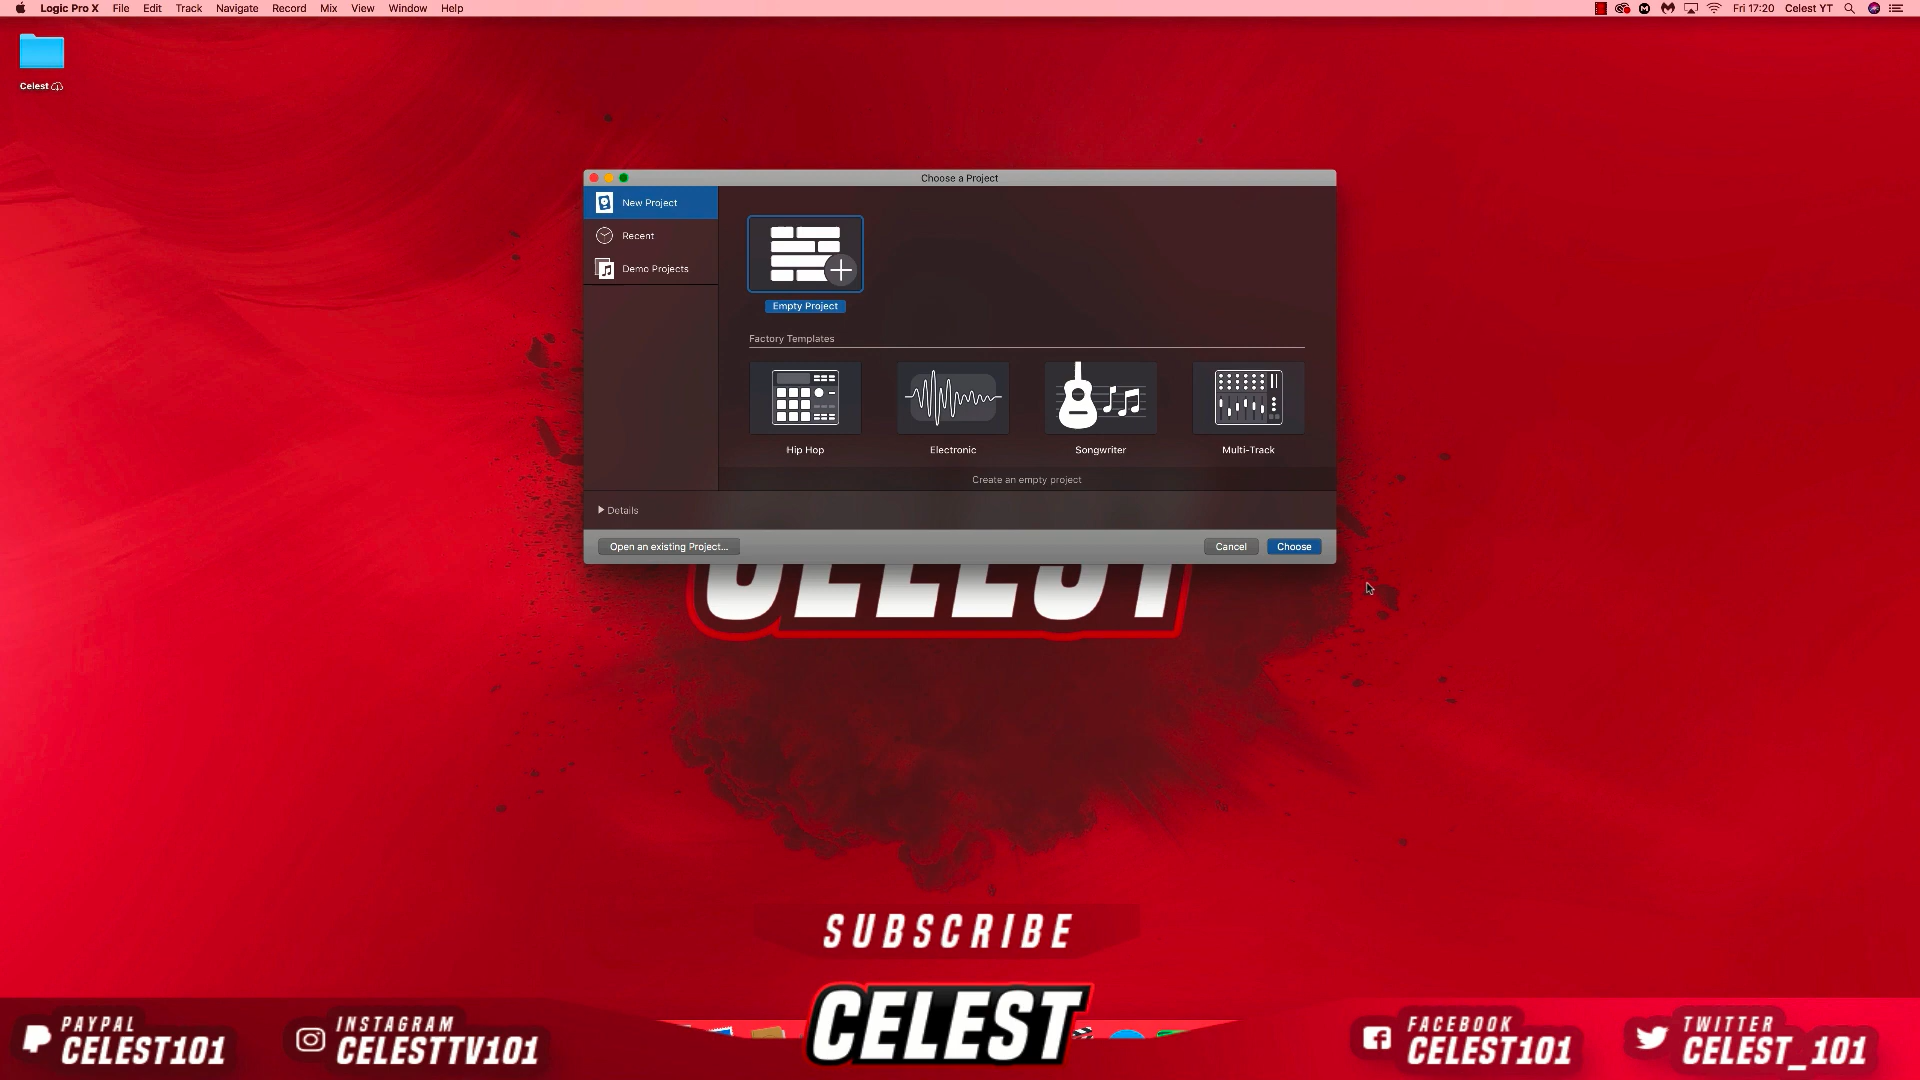 Logic Pro X File Edit Track Navigate Record Mix View Window Help Fri 17:20 Celest YT
Celest
Choose a Project
New Project
Recent
Demo Projects
Empty Project
Factory Templates
Hip Hop Electronic Songwriter Multi-Track
Create an empty project
Details
Open an existing Project... Cancel Choose
CELEST
SUBSCRIBE
CELEST
PAYPAL
CELEST101
INSTAGRAM
CELESTTV101
FACEBOOK
CELEST101
TWITTER
CELEST_101